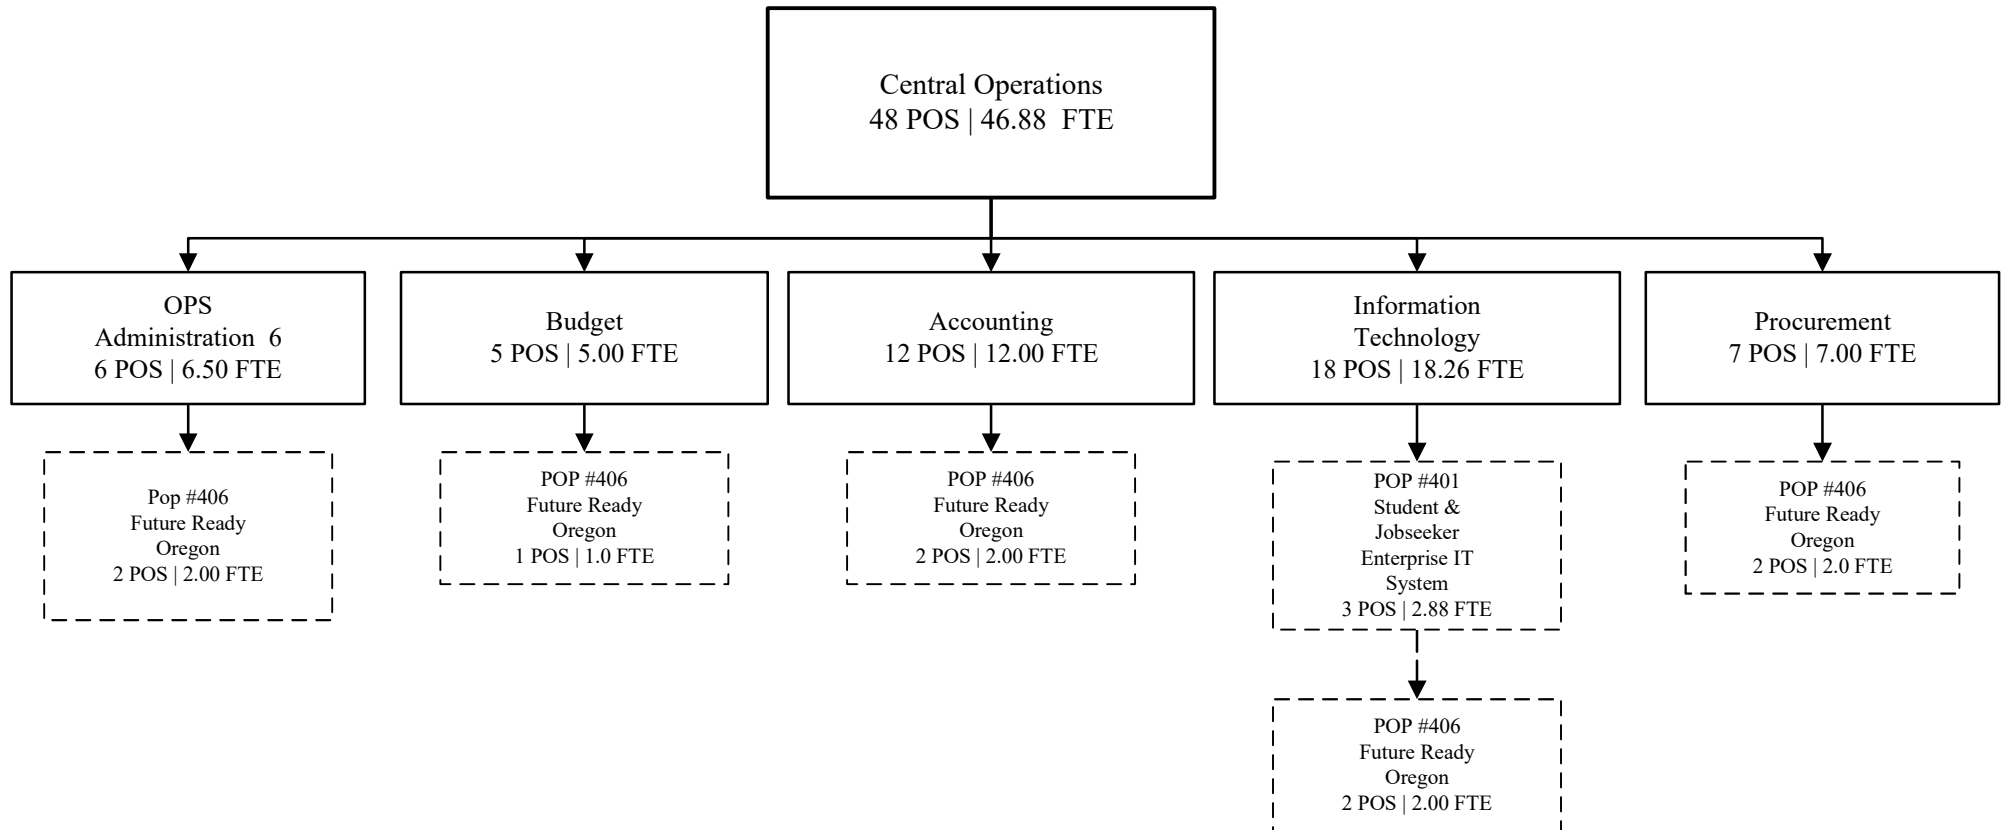 Central Operations
48 POS | 46.88  FTE
OPS
Administration  6
6 POS | 6.50 FTE
Budget
5 POS | 5.00 FTE
Accounting
12 POS | 12.00 FTE
Information
Technology
18 POS | 18.26 FTE
Procurement
7 POS | 7.00 FTE
Pop #406
Future Ready
Oregon
2 POS | 2.00 FTE
POP #406
Future Ready
Oregon
1 POS | 1.0 FTE
POP #406
Future Ready
Oregon
2 POS | 2.00 FTE
POP #401
Student &
Jobseeker
Enterprise IT
System
3 POS | 2.88 FTE
POP #406
Future Ready
Oregon
2 POS | 2.0 FTE
POP #406
Future Ready
Oregon
2 POS | 2.00 FTE